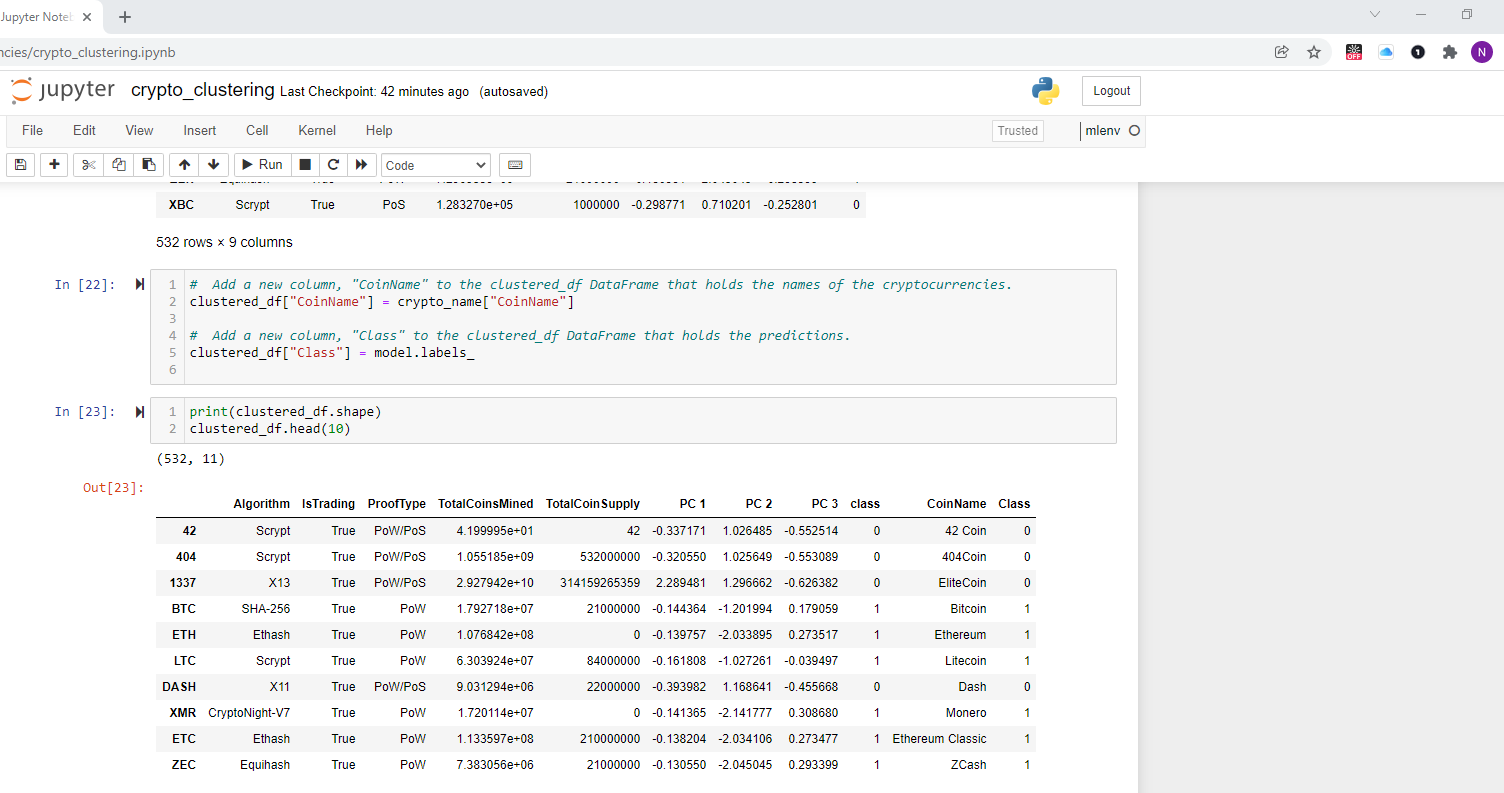 Jupyter Noteb
ncies/crypto_clustering.ipynb
OFF
1
N
jupyter crypto_clustering Last Checkpoint: 42 minutes ago (autosaved)
Logout
File Edit View Insert Cell Kernel Help
Trusted mlenv
Run Code
XBC Scrypt True PoS 1.283270e+05 1000000 -0.298771 0.710201 -0.252801 0
532 rows × 9 columns
In [22]:
1 #  Add a new column, "CoinName" to the clustered_df DataFrame that holds the names of the cryptocurrencies.
2 clustered_df["CoinName"] = crypto_name["CoinName"]
3
4 #  Add a new column, "Class" to the clustered_df DataFrame that holds the predictions.
5 clustered_df["Class"] = model.labels_
6
In [23]:
1 print(clustered_df.shape)
2 clustered_df.head(10)
(532, 11)
Out[23]:
Algorithm IsTrading ProofType TotalCoinsMined TotalCoinSupply PC 1 PC 2 PC 3 class CoinName Class
42 Scrypt True PoW/PoS 4.199995e+01 42 -0.337171 1.026485 -0.552514 0 42 Coin 0
404 Scrypt True PoW/PoS 1.055185e+09 532000000 -0.320550 1.025649 -0.553089 0 404Coin 0
1337 X13 True PoW/PoS 2.927942e+10 314159265359 2.289481 1.296662 -0.626382 0 EliteCoin 0
BTC SHA-256 True PoW 1.792718e+07 21000000 -0.144364 -1.201994 0.179059 1 Bitcoin 1
ETH Ethash True PoW 1.076842e+08 0 -0.139757 -2.033895 0.273517 1 Ethereum 1
LTC Scrypt True PoW 6.303924e+07 84000000 -0.161808 -1.027261 -0.039497 1 Litecoin 1
DASH X11 True PoW/PoS 9.031294e+06 22000000 -0.393982 1.168641 -0.455668 0 Dash 0
XMR CryptoNight-V7 True PoW 1.720114e+07 0 -0.141365 -2.141777 0.308680 1 Monero 1
ETC Ethash True PoW 1.133597e+08 210000000 -0.138204 -2.034106 0.273477 1 Ethereum Classic 1
ZEC Equihash True PoW 7.383056e+06 21000000 -0.130550 -2.045045 0.293399 1 ZCash 1